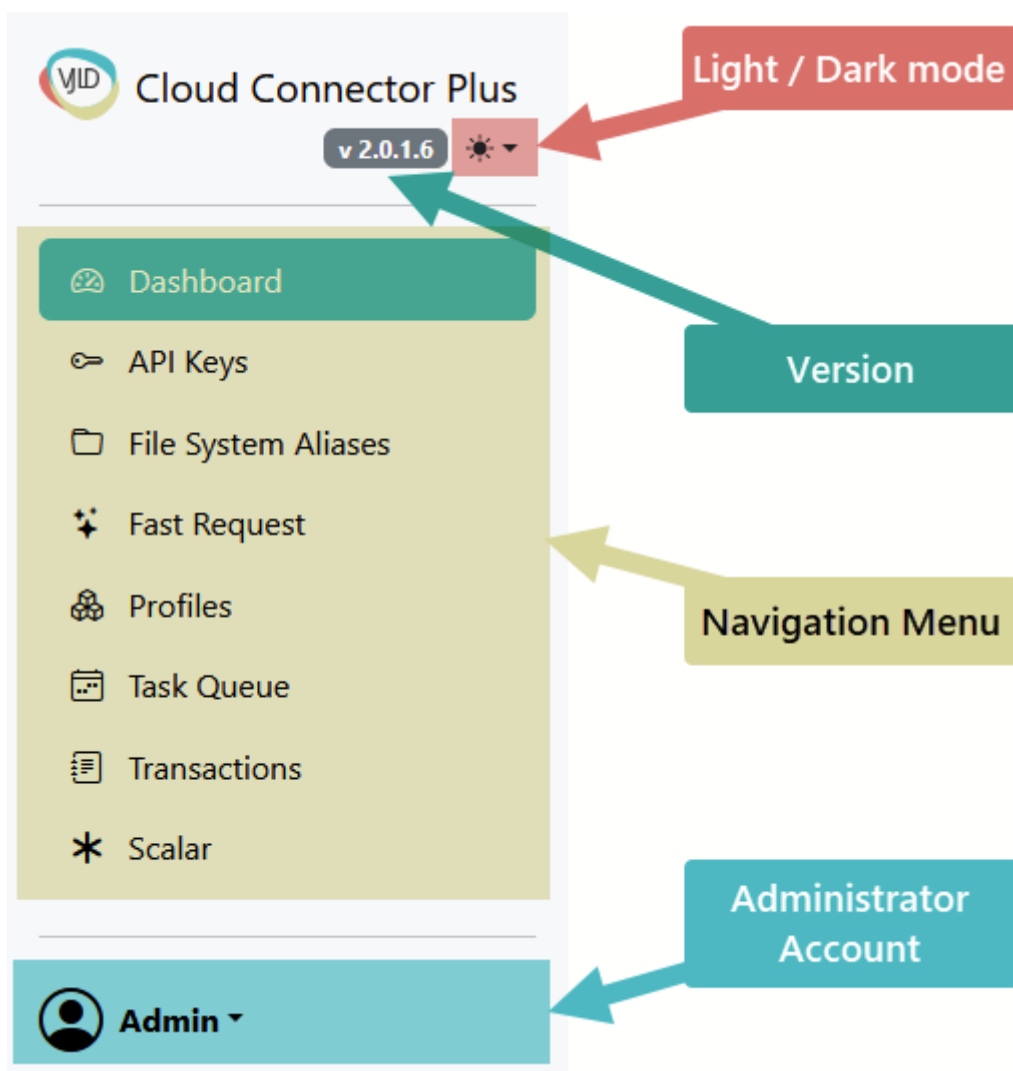 VJLD
Cloud Connector Plus
Light / Dark mode
v 2.0.1.6
Dashboard
API Keys
Version
File System Aliases
Fast Request
Profiles
Navigation Menu
Task Queue
Transactions
Scalar
Administrator
Account
Admin